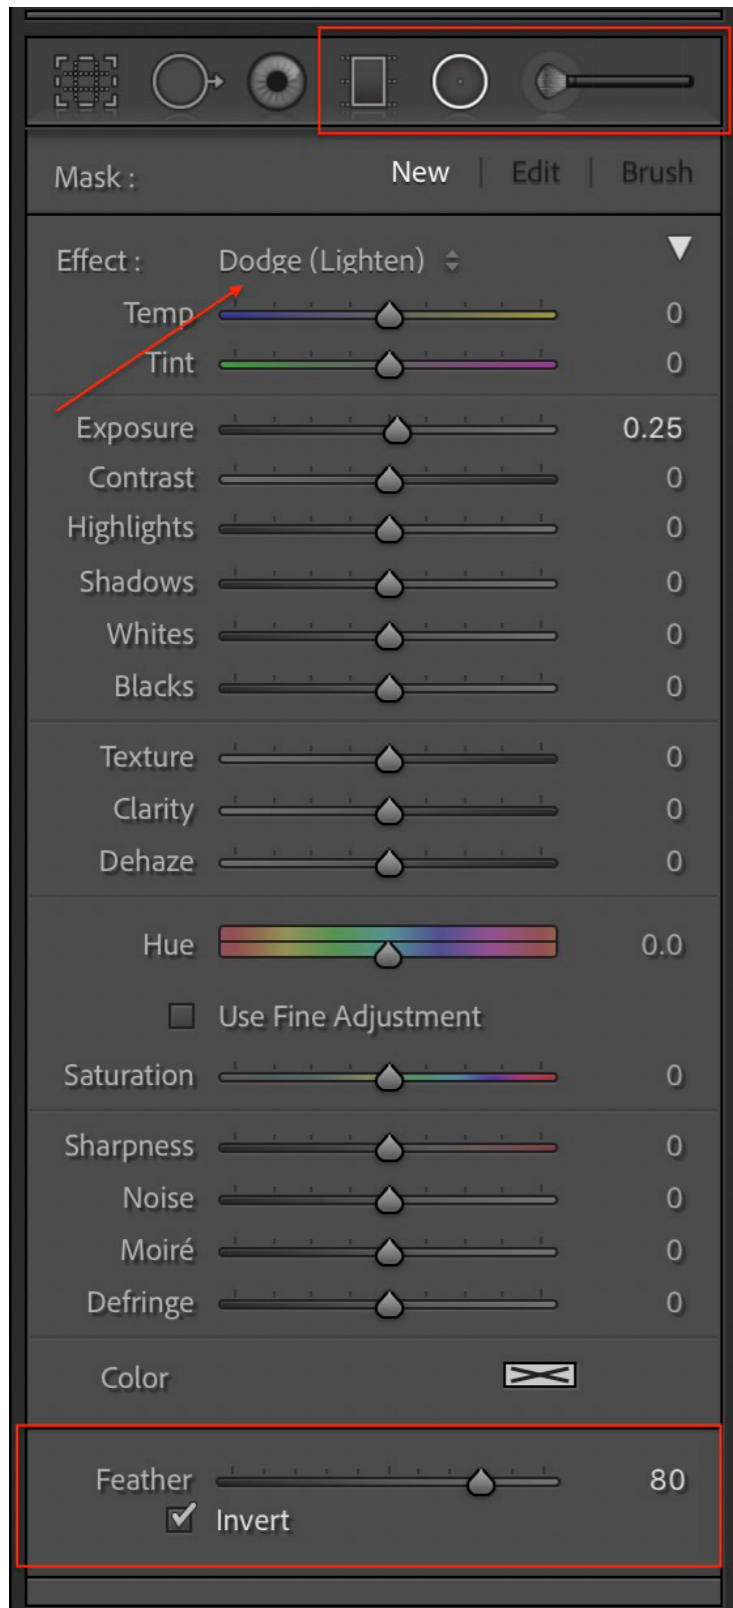 Mask : New | Edit | Brush
Effect : Dodge (Lighten)
Temp 0
Tint 0
Exposure 0.25
Contrast 0
Highlights 0
Shadows 0
Whites 0
Blacks 0
Texture 0
Clarity 0
Dehaze 0
Hue 0.0
Use Fine Adjustment
Saturation 0
Sharpness 0
Noise 0
Moiré 0
Defringe 0
Color
Feather 80
Invert